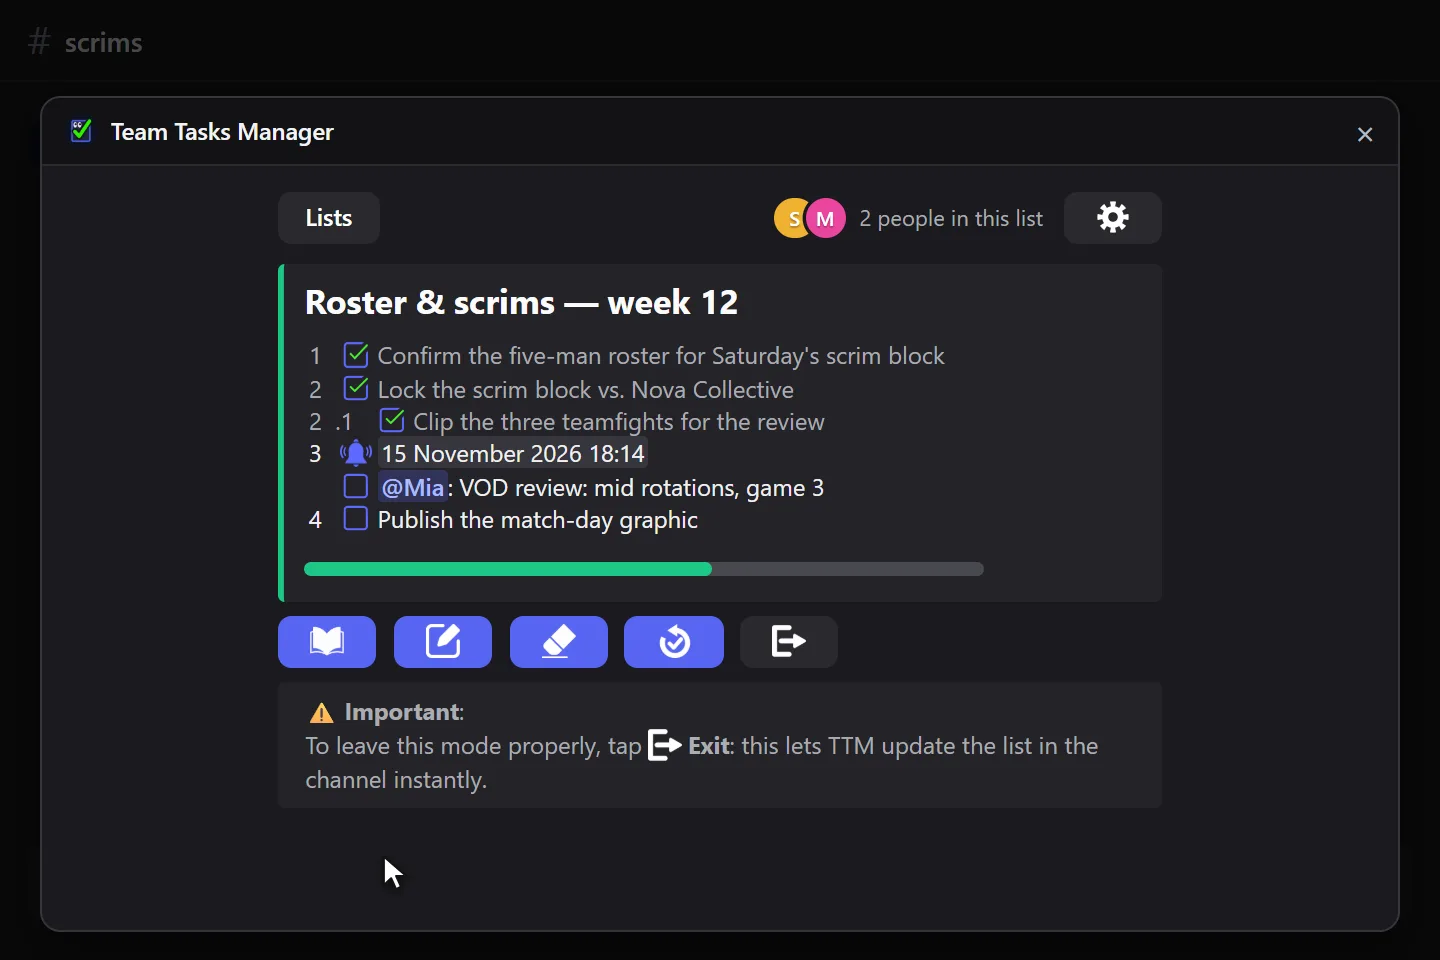 # scrims
Team Tasks Manager
×
Lists
S M 2 people in this list
Roster & scrims — week 12
1 Confirm the five-man roster for Saturday's scrim block
2 Lock the scrim block vs. Nova Collective
2 .1 Clip the three teamfights for the review
3 15 November 2026 18:14
@Mia: VOD review: mid rotations, game 3
4 Publish the match-day graphic
Important:
To leave this mode properly, tap Exit: this lets TTM update the list in the
channel instantly.